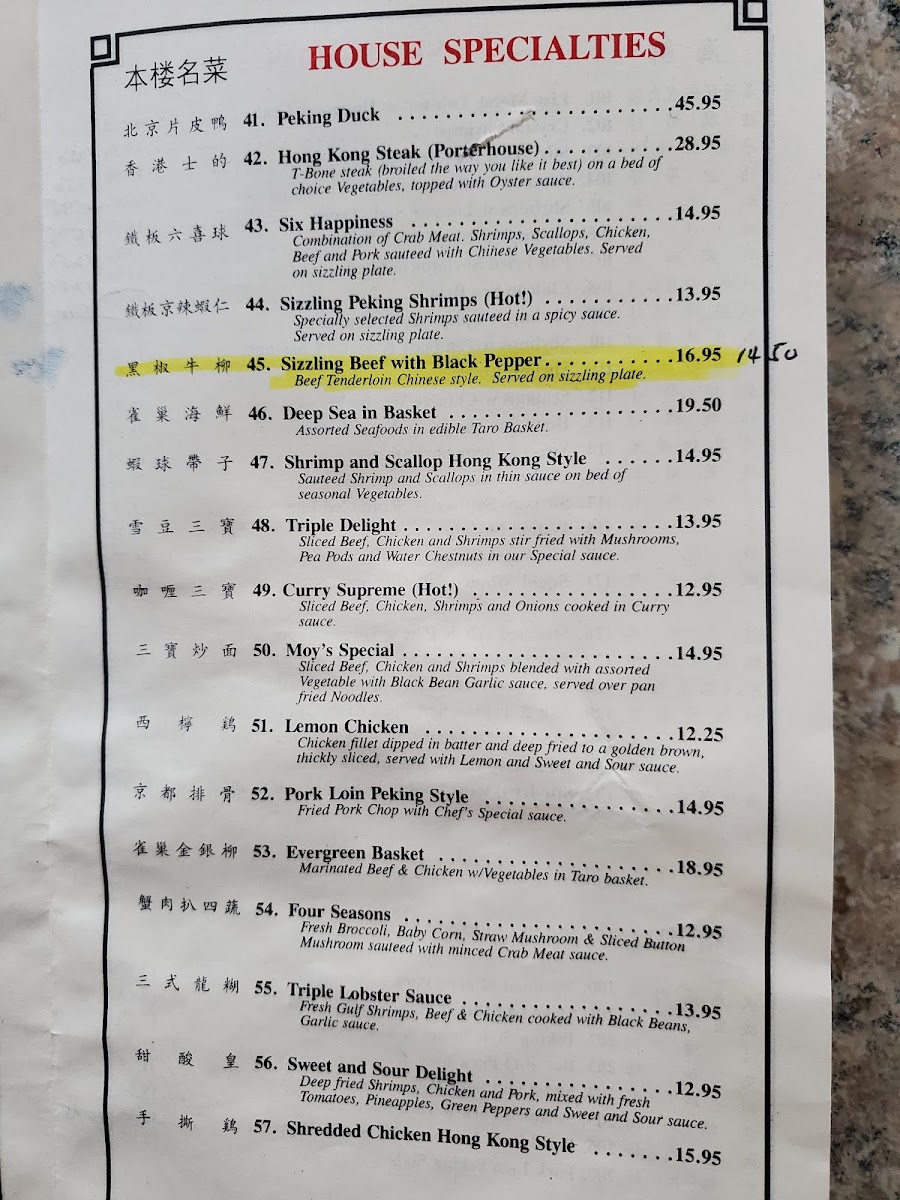 HOUSE SPECIALTIES
本楼名菜
北京片皮鴨 41. Peking Duck 45.95
香港士的 42. Hong Kong Steak (Porterhouse) 28.95
T-Bone steak (broiled the way you like it best) on a bed of
choice Vegetables, topped with Oyster sauce.
鐵板六喜球 43. Six Happiness 14.95
Combination of Crab Meat. Shrimps, Scallops, Chicken,
Beef and Pork sauteed with Chinese Vegetables. Served
on sizzling plate.
鐵板京辣蝦仁 44. Sizzling Peking Shrimps (Hot!) 13.95
Specially selected Shrimps sauteed in a spicy sauce.
Served on sizzling plate.
黑椒牛柳 45. Sizzling Beef with Black Pepper 16.95 14 50
Beef Tenderloin Chinese style. Served on sizzling plate.
雀巢海鮮 46. Deep Sea in Basket 19.50
Assorted Seafoods in edible Taro Basket.
蝦球帶子 47. Shrimp and Scallop Hong Kong Style 14.95
Sauteed Shrimp and Scallops in thin sauce on bed of
seasonal Vegetables.
雪豆三寶 48. Triple Delight 13.95
Sliced Beef, Chicken and Shrimps stir fried with Mushrooms,
Pea Pods and Water Chestnuts in our Special sauce.
咖喱三寶 49. Curry Supreme (Hot!) 12.95
Sliced Beef, Chicken, Shrimps and Onions cooked in Curry
sauce.
三寶炒面 50. Moy's Special 14.95
Sliced Beef, Chicken and Shrimps blended with assorted
Vegetable with Black Bean Garlic sauce, served over pan
fried Noodles.
西檸鷄 51. Lemon Chicken 12.25
Chicken fillet dipped in batter and deep fried to a golden brown,
thickly sliced, served with Lemon and Sweet and Sour sauce.
京都排骨 52. Pork Loin Peking Style 14.95
Fried Pork Chop with Chef's Special sauce.
雀巢金銀柳 53. Evergreen Basket 18.95
Marinated Beef & Chicken w/Vegetables in Taro basket.
蟹肉扒四蔬 54. Four Seasons 12.95
Fresh Broccoli, Baby Corn, Straw Mushroom & Sliced Button
Mushroom sauteed with minced Crab Meat sauce.
三式龍糊 55. Triple Lobster Sauce 13.95
Fresh Gulf Shrimps, Beef & Chicken cooked with Black Beans,
Garlic sauce.
甜酸皇 56. Sweet and Sour Delight 12.95
Deep fried Shrimps, Chicken and Pork, mixed with fresh
Tomatoes, Pineapples, Green Peppers and Sweet and Sour sauce.
手撕鷄 57. Shredded Chicken Hong Kong Style 15.95